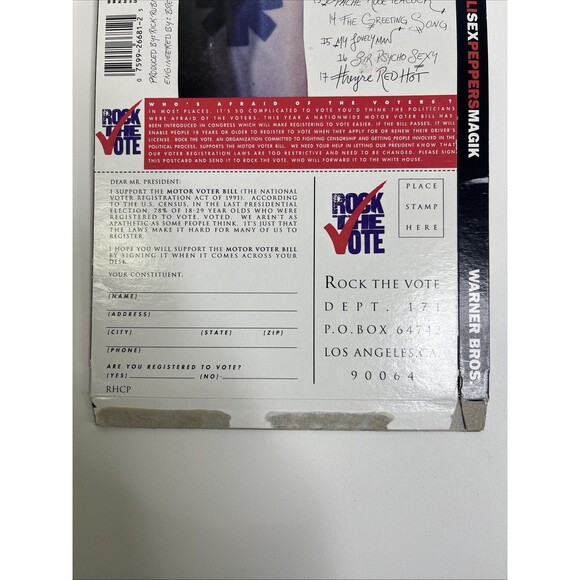 APACHE ROSE PEACOCK
14 THE GREETING SONG
15 MY LOVELY MAN
16 SIR PSYCHO SEXY
17 They're RED HOT
0 7599-26681-2 5
PRODUCED BY: RICK RUB
ENGINEERED BY: BRE
LISEXPEPPERSMAGIK
WARNER BROS
ROCK
THE
VOTE
WHO'S AFRAID OF THE VOTERS
IN MOST PLACES, IT'S SO COMPLICATED TO VOTE YOU'D THINK THE POLITICIANS
WERE AFRAID OF THE VOTERS. THIS YEAR A NATIONWIDE MOTOR VOTER BILL HAS
BEEN INTRODUCED IN CONGRESS WHICH WILL MAKE REGISTERING TO VOTE EASIER. IF THE BILL PASSES, IT WILL
ENABLE PEOPLE 18 YEARS OR OLDER TO REGISTER TO VOTE WHEN THEY APPLY FOR OR RENEW THEIR DRIVER'S
LICENSE. ROCK THE VOTE, AN ORGANIZATION COMMITTED TO FIGHTING CENSORSHIP AND GETTING PEOPLE INVOLVED IN THE
POLITICAL PROCESS, SUPPORTS THE MOTOR VOTER BILL. WE NEED YOUR HELP IN LETTING OUR PRESIDENT KNOW THAT
OUR VOTER REGISTRATION LAWS ARE TOO RESTRICTIVE AND NEED TO BE CHANGED. PLEASE SIGN
THIS POSTCARD AND SEND IT TO ROCK THE VOTE, WHO WILL FORWARD IT TO THE WHITE HOUSE.
DEAR MR. PRESIDENT:
I SUPPORT THE MOTOR VOTER BILL (THE NATIONAL
VOTER REGISTRATION ACT OF 1991). ACCORDING
TO THE U.S. CENSUS, IN THE LAST PRESIDENTIAL
ELECTION, 78% OF 18-29 YEAR OLDS WHO WERE
REGISTERED TO VOTE, VOTED. WE AREN'T AS
APATHETIC AS SOME PEOPLE THINK. IT'S JUST THAT
THE LAWS MAKE IT HARD FOR MANY OF US TO
REGISTER.
I HOPE YOU WILL SUPPORT THE MOTOR VOTER BILL
BY SIGNING IT WHEN IT COMES ACROSS YOUR
DESK.
YOUR CONSTITUENT,
(NAME)
(ADDRESS)
(CITY) (STATE) (ZIP)
(PHONE)
ARE YOU REGISTERED TO VOTE?
(YES) (NO)
RHCP
ROCK
THE
VOTE
PLACE
STAMP
HERE
ROCK THE VOTE
DEPT. 171
P.O.BOX 64742
LOS ANGELES, CA
90064